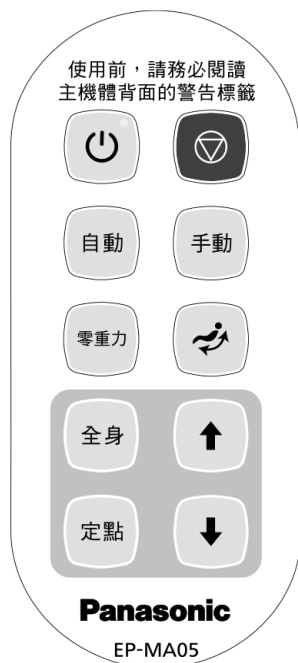 使用前，請務必閱讀
主機體背面的警告標籤
自動
手動
零重力
全身
定點
Panasonic
EP-MA05